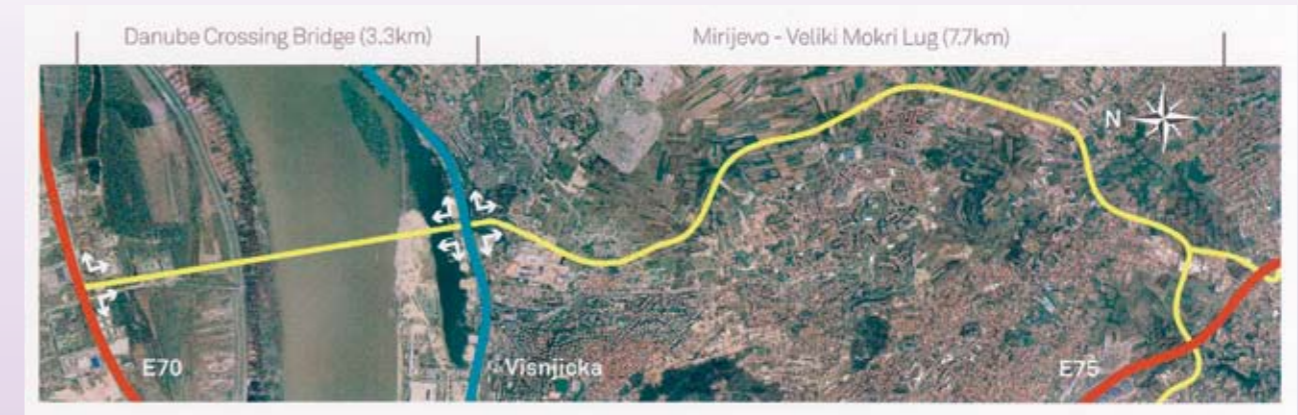 Danube Crossing Bridge (3.3km)
Mirijevo - Veliki Mokri Lug (7.7km)
N
E70
Visnjicka
E75